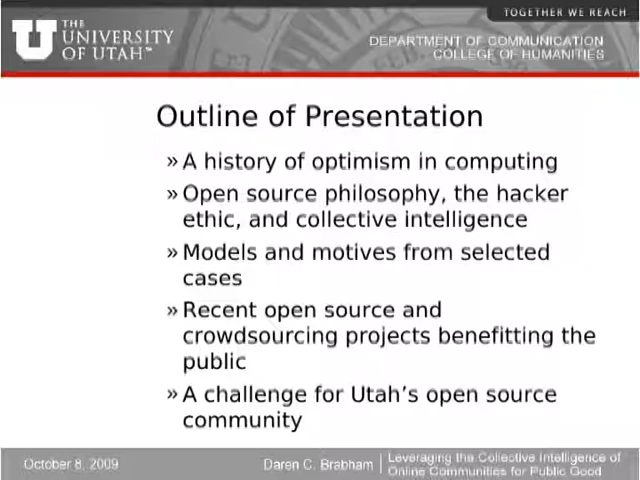 TOGETHER WE REACH
THE
UNIVERSITY
OF UTAH™
DEPARTMENT OF COMMUNICATION
COLLEGE OF HUMANITIES
Outline of Presentation
» A history of optimism in computing
» Open source philosophy, the hacker
ethic, and collective intelligence
» Models and motives from selected
cases
» Recent open source and
crowdsourcing projects benefitting the
public
» A challenge for Utah's open source
community
October 8, 2009
Daren C. Brabham
Leveraging the Collective Intelligence of
Online Communities for Public Good